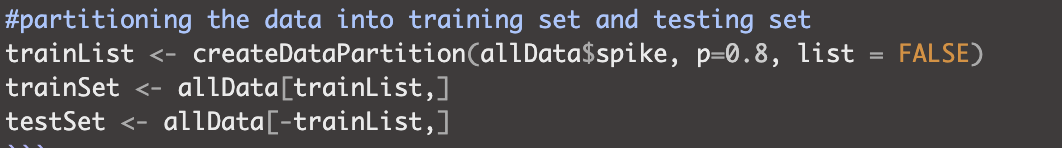 #partitioning the data into training set and testing set
trainList <- createDataPartition(allData$spike, p=0.8, list = FALSE)
trainSet <- allData[trainList,]
testSet <- allData[-trainList,]
```